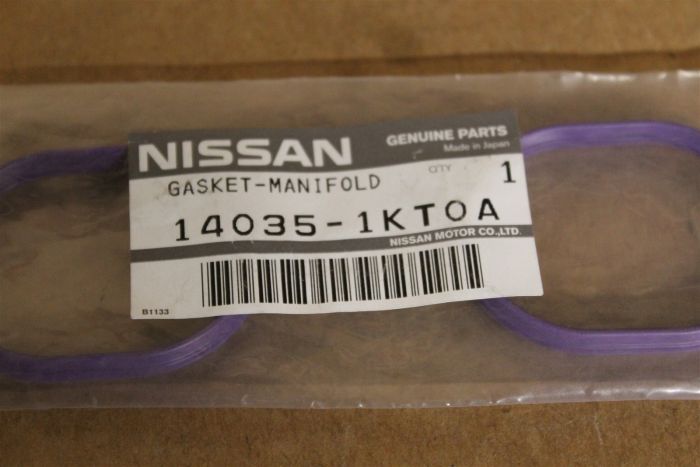 NISSAN GENUINE PARTS
Made in Japan
GASKET-MANIFOLD QTY 1
14035-1KT0A
NISSAN MOTOR CO.,LTD.
B1133